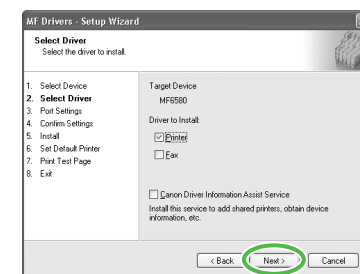 MF Drivers - Setup Wizard
Select Driver
Select the driver to install.
1. Select Device
2. Select Driver
3. Port Settings
4. Confirm Settings
5. Install
6. Set Default Printer
7. Print Test Page
8. Exit
Target Device
MF6580
Driver to Install:
Printer
Fax
Canon Driver Information Assist Service
Install this service to add shared printers, obtain device
information, etc.
< Back
Next >
Cancel